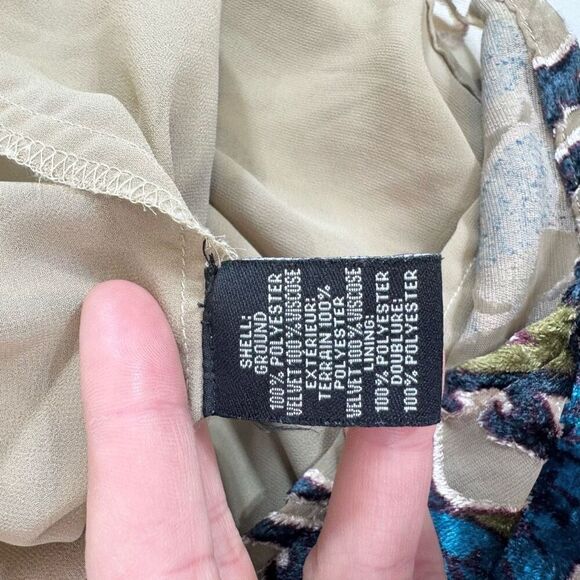 SHELL:
GROUND
100% POLYESTER
VELVET 100% VISCOSE
EXTÉRIEUR:
TERRAIN 100%
POLYESTER
VELVET 100% VISCOSE
LINING:
100% POLYESTER
DOUBLURE:
100% POLYESTER